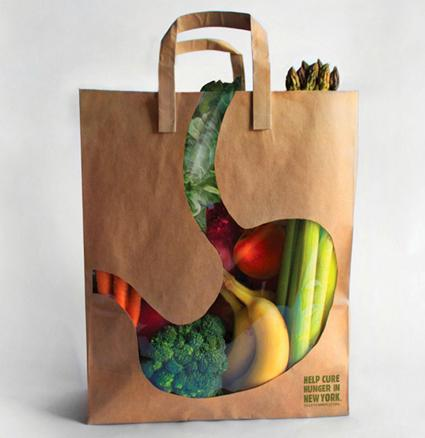 HELP CURE
HUNGER IN
NEW YORK.